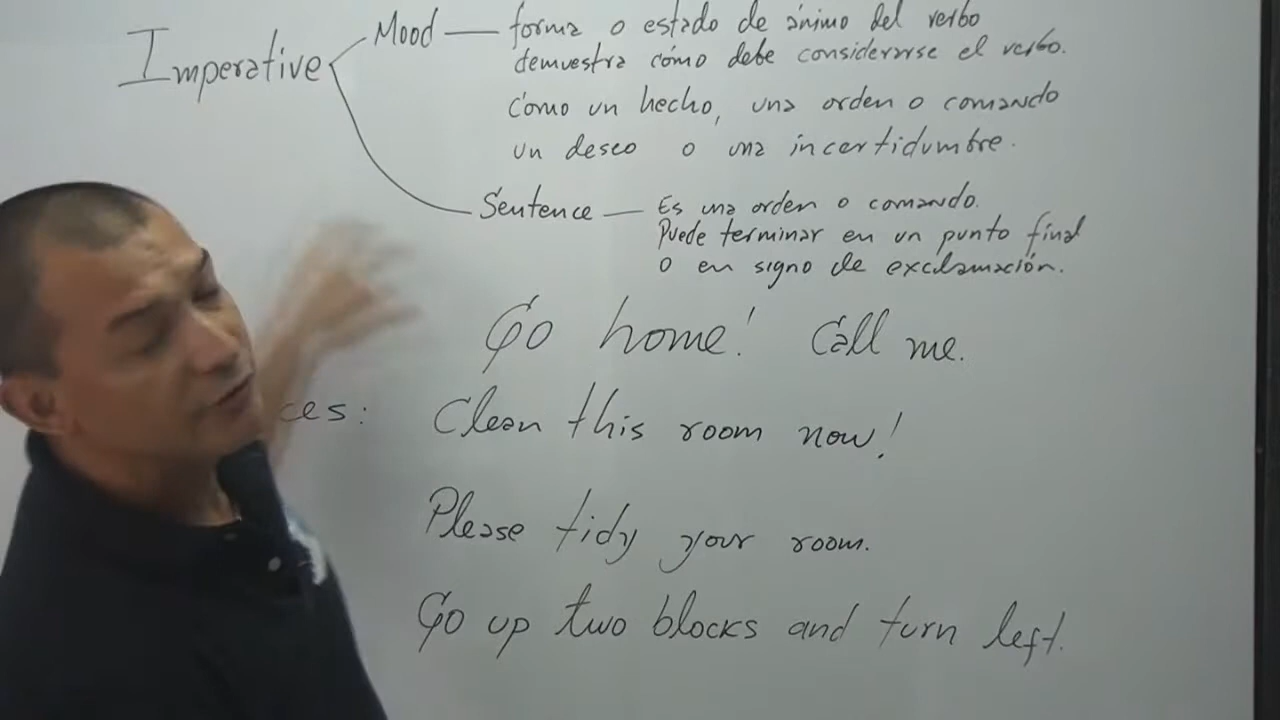 Imperative
Mood — forma o estado de ánimo del verbo
demuestra cómo debe considerarse el verbo.
Cómo un hecho, una orden o comando
un deseo o una incertidumbre.
Sentence — Es una orden o comando.
Puede terminar en un punto final
o en signo de exclamación.
Go home! Call me.
ces: Clean this room now!
Please tidy your room.
Go up two blocks and turn left.